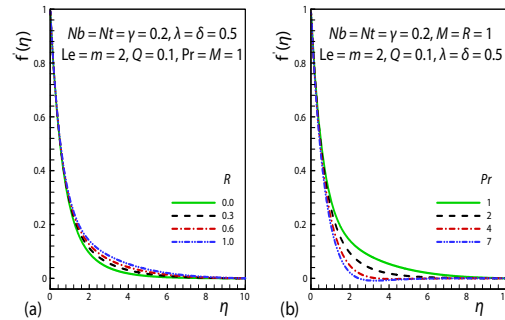 f'(η)
1
0.8
0.6
0.4
0.2
0
0 2 4 6 8 10
Nb = Nt = γ = 0.2, λ = δ = 0.5
Le = m = 2, Q = 0.1, Pr = M = 1
R
0.0
0.3
0.6
1.0
(a)
η
f'(η)
1
0.8
0.6
0.4
0.2
0
0 2 4 6 8 10
Nb = Nt = γ = 0.2, M = R = 1
Le = m = 2, Q = 0.1, λ = δ = 0.5
Pr
1
2
4
7
(b)
η